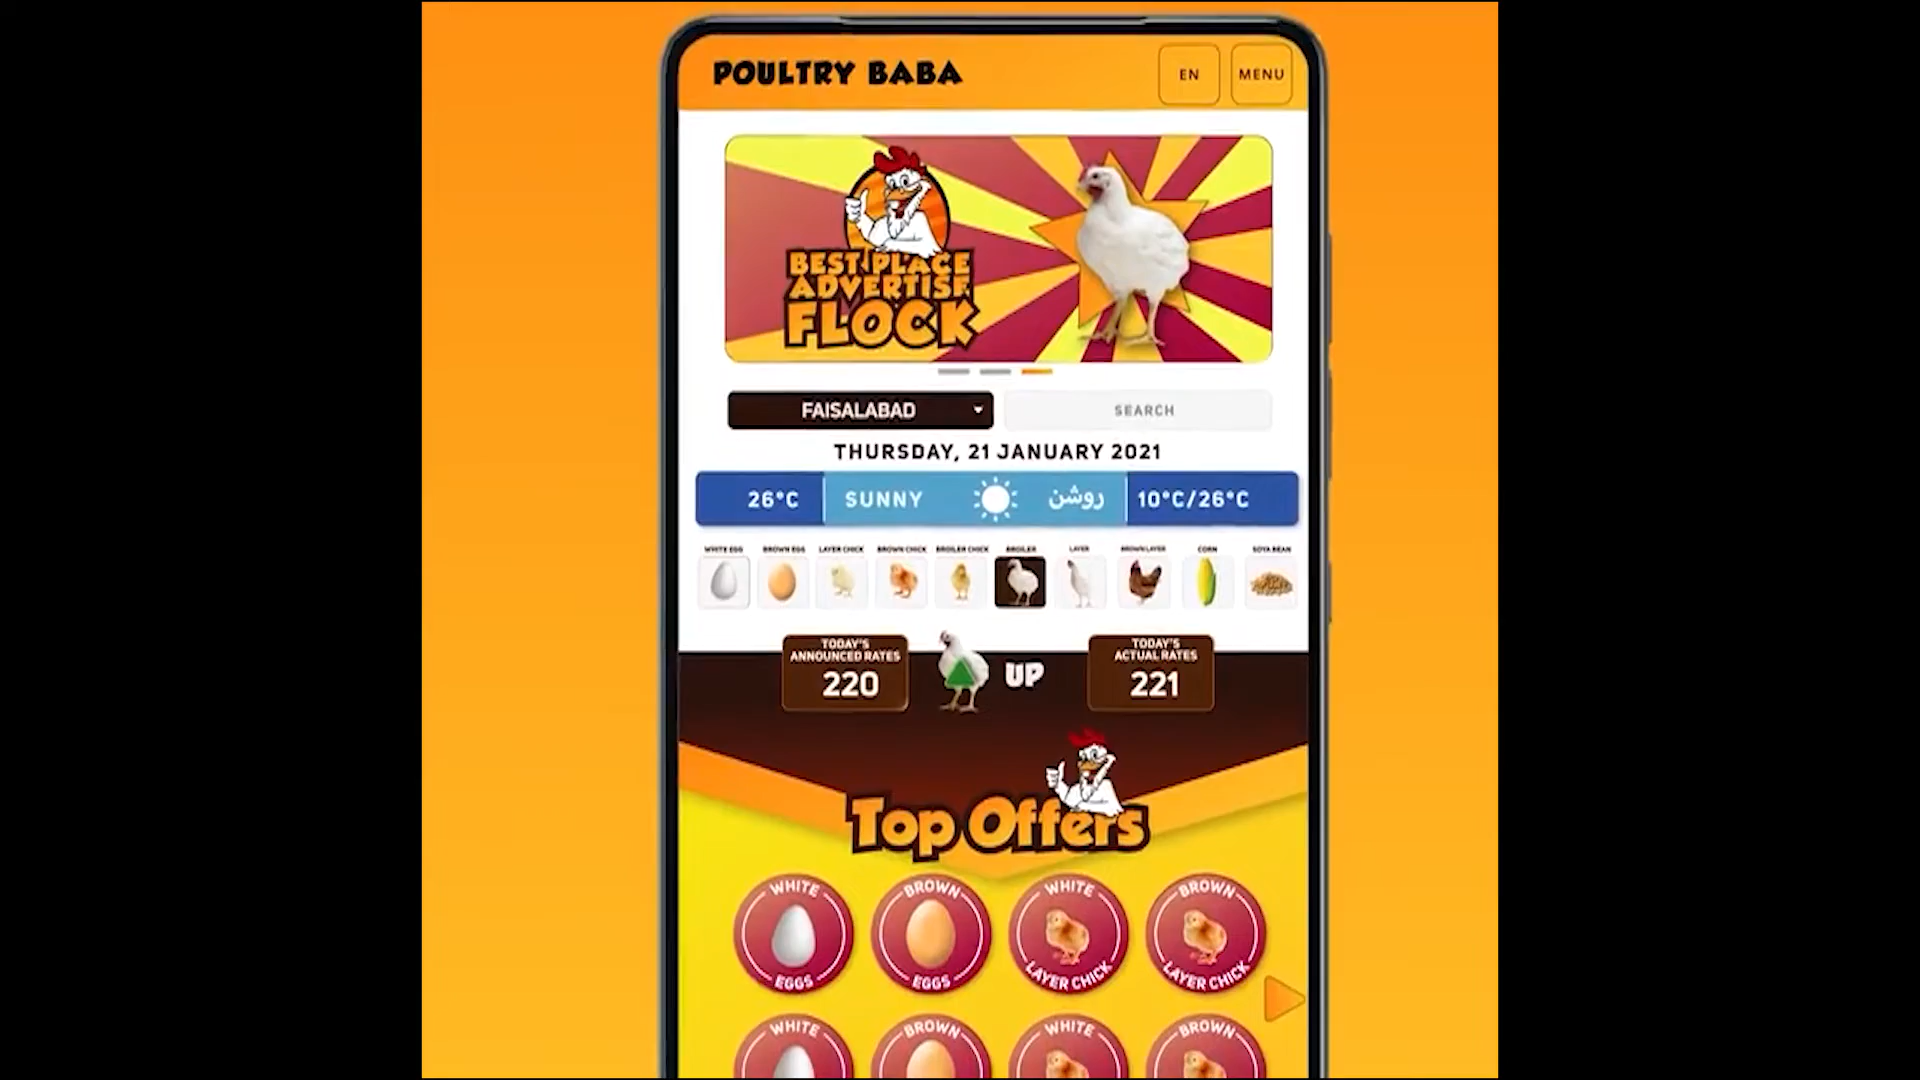 POULTRY BABA
EN
MENU
BEST PLACE
ADVERTISE
FLOCK
FAISALABAD
SEARCH
THURSDAY, 21 JANUARY 2021
26°C
SUNNY
روشن
10°C/26°C
WHITE EGG
BROWN EGG
LAYER CHICK
BROWN CHICK
BROILER CHICK
BROILER
LAYER
BROWN LAYER
CORN
SOYA BEAN
TODAY'S
ANNOUNCED RATES
220
UP
TODAY'S
ACTUAL RATES
221
Top Offers
WHITE
EGGS
BROWN
EGGS
WHITE
LAYER CHICK
BROWN
LAYER CHICK
WHITE
BROWN
WHITE
BROWN